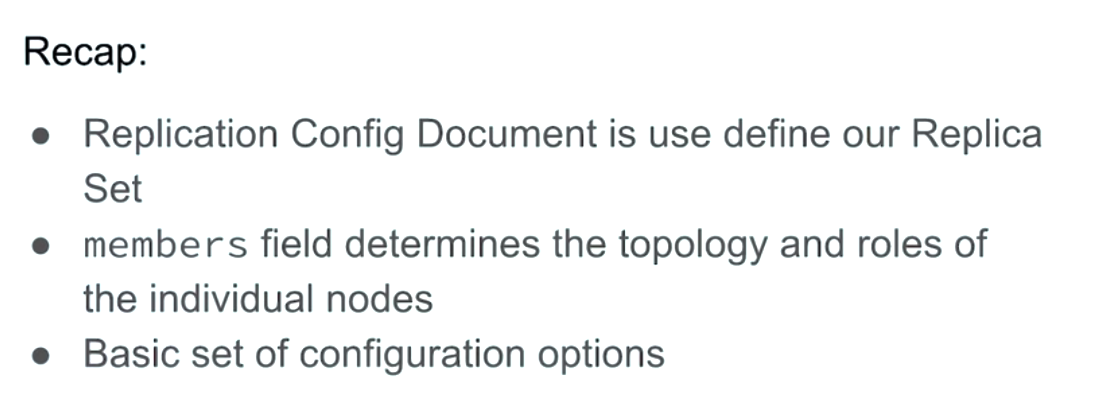 Recap:
● Replication Config Document is use define our Replica
Set
● members field determines the topology and roles of
the individual nodes
● Basic set of configuration options